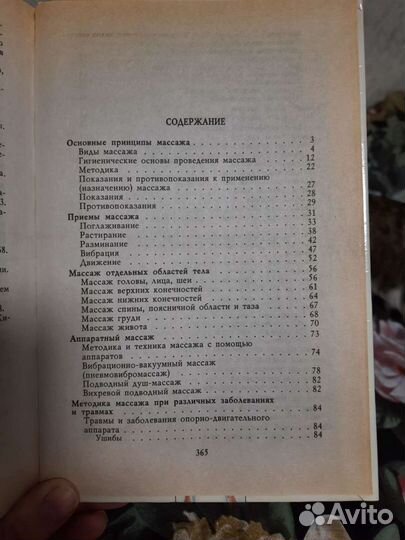 СОДЕРЖАНИЕ
Основные принципы массажа . . . . . . . . . . . 3
Виды массажа . . . . . . . . . . . . . . . . 4
Гигиенические основы проведения массажа . . . . . 12
Методика . . . . . . . . . . . . . . . . . . 22
Показания и противопоказания к применению
(назначению) массажа . . . . . . . . . . . . . 27
Показания . . . . . . . . . . . . . . . . . . 28
Противопоказания . . . . . . . . . . . . . . . 29
Приемы массажа . . . . . . . . . . . . . . . . 31
Поглаживание . . . . . . . . . . . . . . . . 33
Растирание . . . . . . . . . . . . . . . . . 38
Разминание . . . . . . . . . . . . . . . . . 42
Вибрация . . . . . . . . . . . . . . . . . . 47
Движение . . . . . . . . . . . . . . . . . . 52
Массаж отдельных областей тела . . . . . . . . . 56
Массаж головы, лица, шеи . . . . . . . . . . . 56
Массаж верхних конечностей . . . . . . . . . . 61
Массаж нижних конечностей . . . . . . . . . . 64
Массаж спины, поясничной области и таза . . . . . 67
Массаж груди . . . . . . . . . . . . . . . . 68
Массаж живота . . . . . . . . . . . . . . . . 70
Аппаратный массаж . . . . . . . . . . . . . . . 73
Методика и техника массажа с помощью
аппаратов . . . . . . . . . . . . . . . . . . 74
Вибрационно-вакуумный массаж
(пневмовибромассаж) . . . . . . . . . . . . . 78
Подводный душ-массаж . . . . . . . . . . . . . 82
Вихревой подводный массаж . . . . . . . . . . . 82
Методика массажа при различных заболеваниях
и травмах . . . . . . . . . . . . . . . . . . . 84
Травмы и заболевания опорно-двигательного
аппарата . . . . . . . . . . . . . . . . . . 84
Ушибы . . . . . . . . . . . . . . . . . . . 84
365
Avito